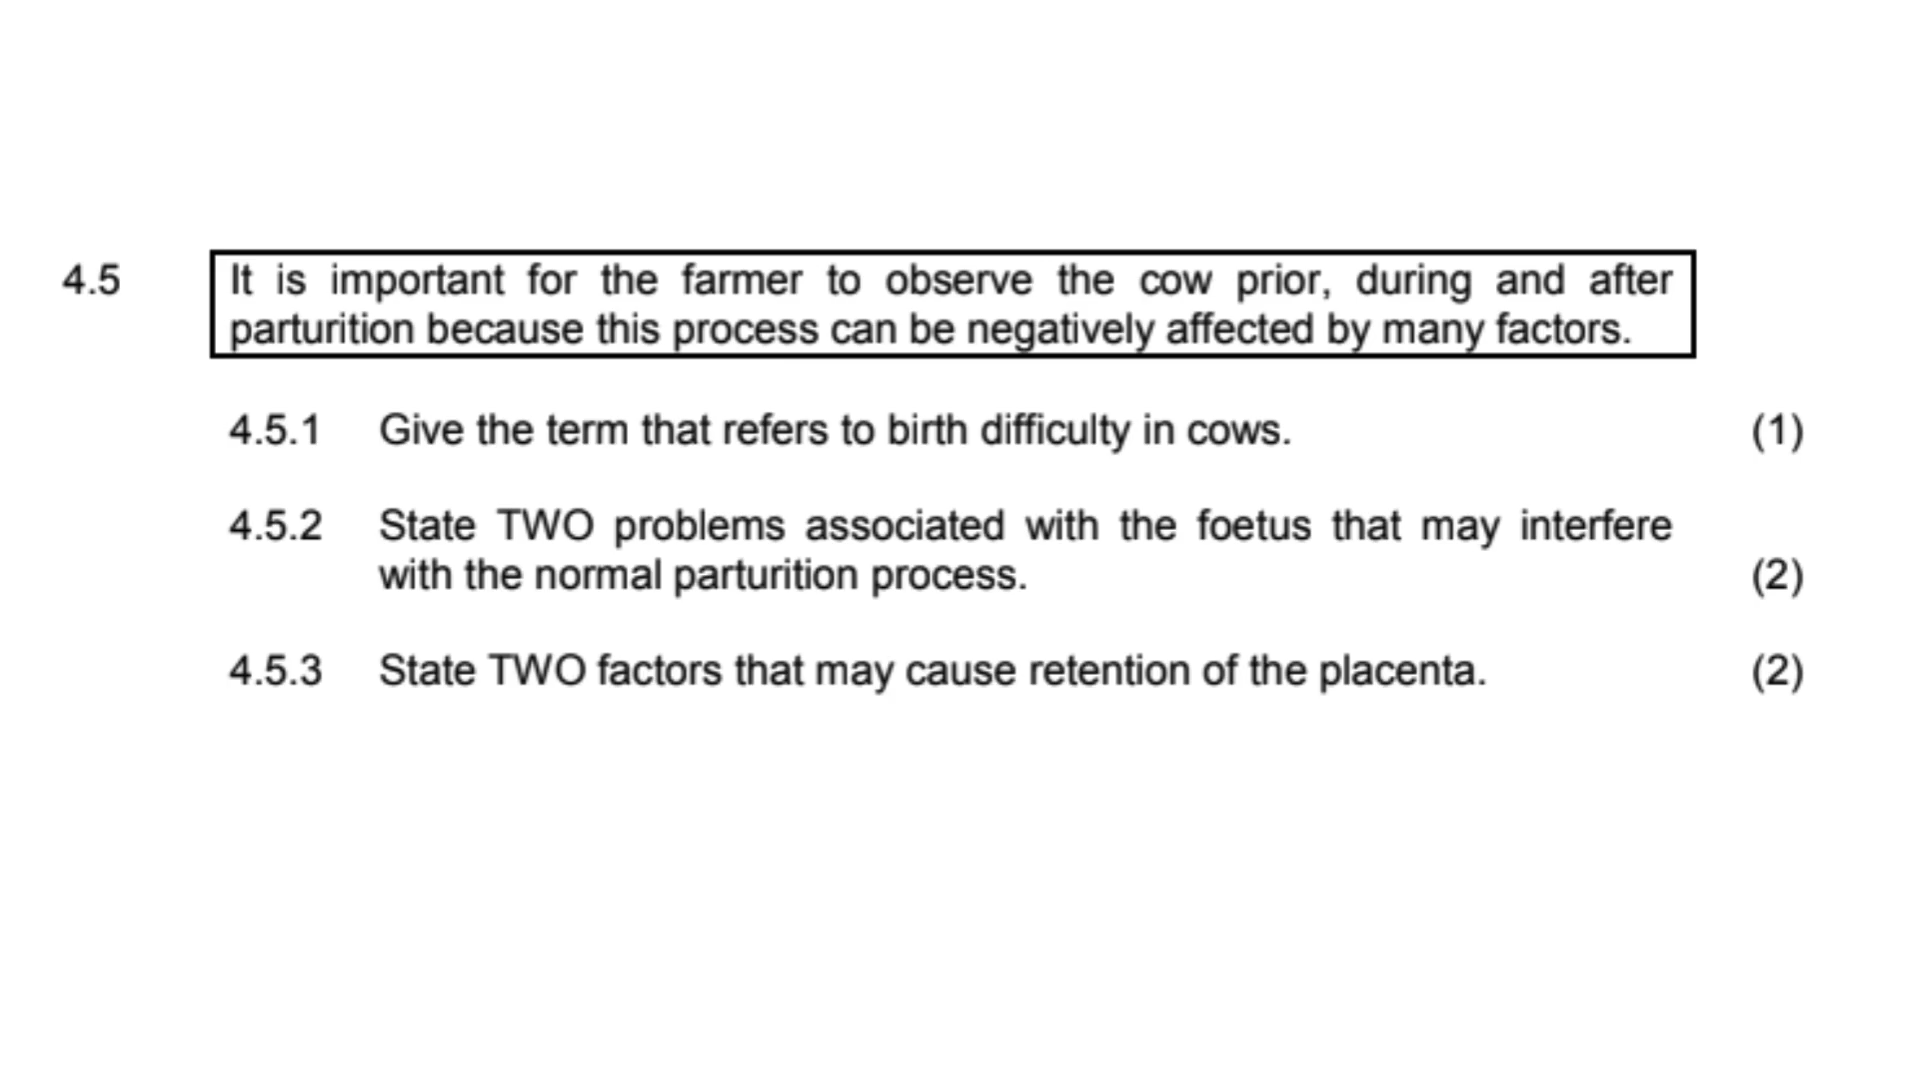 4.5 It is important for the farmer to observe the cow prior, during and after
parturition because this process can be negatively affected by many factors.
4.5.1 Give the term that refers to birth difficulty in cows. (1)
4.5.2 State TWO problems associated with the foetus that may interfere
with the normal parturition process. (2)
4.5.3 State TWO factors that may cause retention of the placenta. (2)